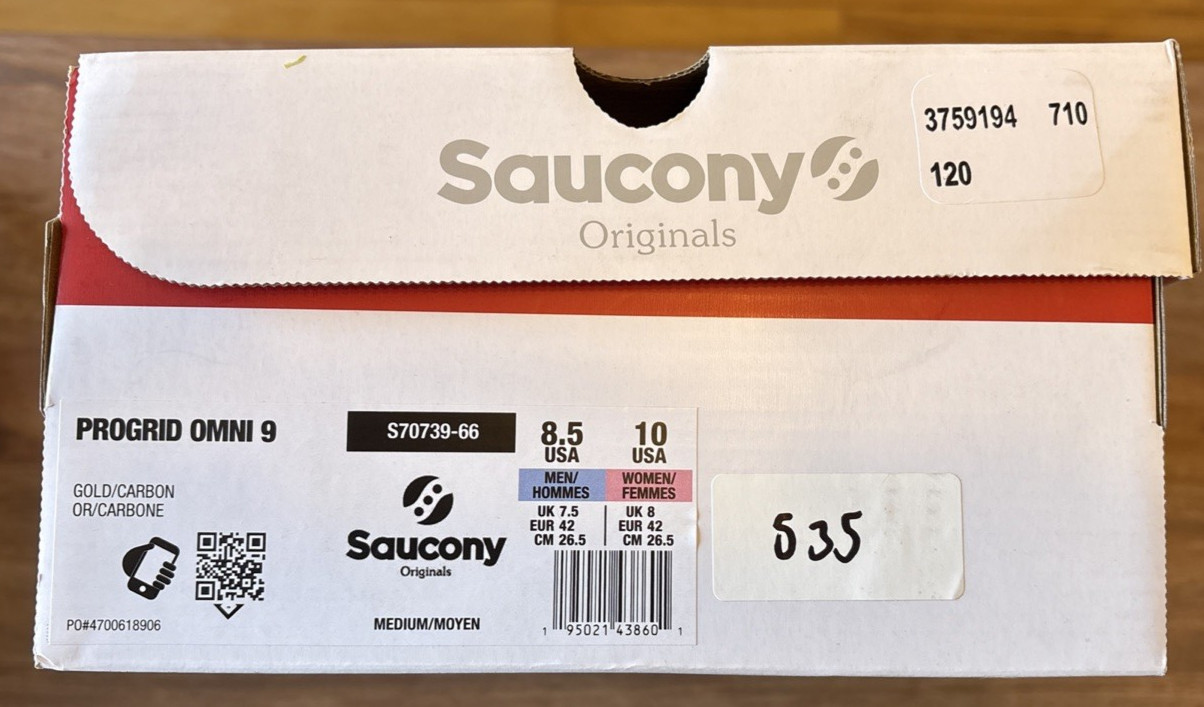 Saucony
Originals
3759194 710
120
PROGRID OMNI 9
GOLD/CARBON
OR/CARBONE
PO#4700618906
S70739-66
Saucony
Originals
MEDIUM/MOYEN
8.5 10
USA USA
MEN/ WOMEN/
HOMMES FEMMES
UK 7.5 UK 8
EUR 42 EUR 42
CM 26.5 CM 26.5
1 95021 43860 1
535